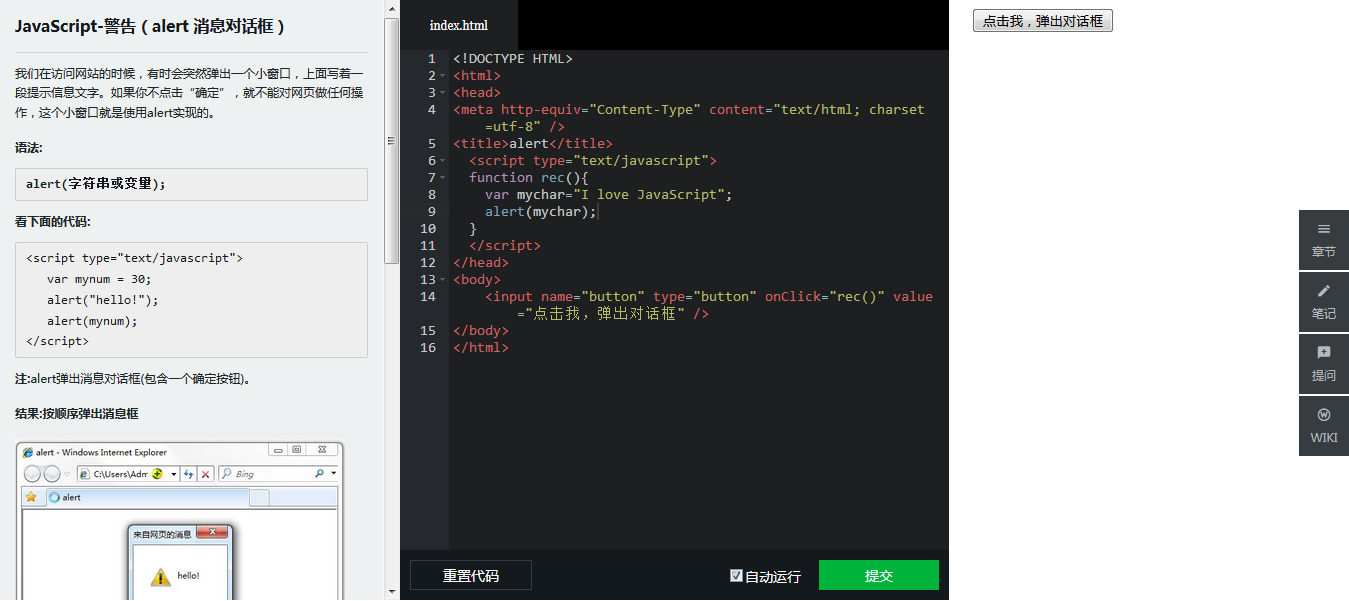 JavaScript-警告（alert 消息对话框）
我们在访问网站的时候，有时会突然弹出一个小窗口，上面写着一
段提示信息文字。如果你不点击“确定”，就不能对网页做任何操
作，这个小窗口就是使用alert实现的。
语法:
alert(字符串或变量);
看下面的代码:
<script type="text/javascript">
var mynum = 30;
alert("hello!");
alert(mynum);
</script>
注:alert弹出消息对话框(包含一个确定按钮)。
结果:按顺序弹出消息框
alert - Windows Internet Explorer
C:\Users\Adm
Bing
alert
来自网页的消息
hello!
index.html
1 <!DOCTYPE HTML>
2 <html>
3 <head>
4 <meta http-equiv="Content-Type" content="text/html; charset
=utf-8" />
5 <title>alert</title>
6 <script type="text/javascript">
7 function rec(){
8 var mychar="I love JavaScript";
9 alert(mychar);
10 }
11 </script>
12 </head>
13 <body>
14 <input name="button" type="button" onClick="rec()" value
="点击我，弹出对话框" />
15 </body>
16 </html>
重置代码
自动运行
提交
点击我，弹出对话框
章节
笔记
提问
WIKI